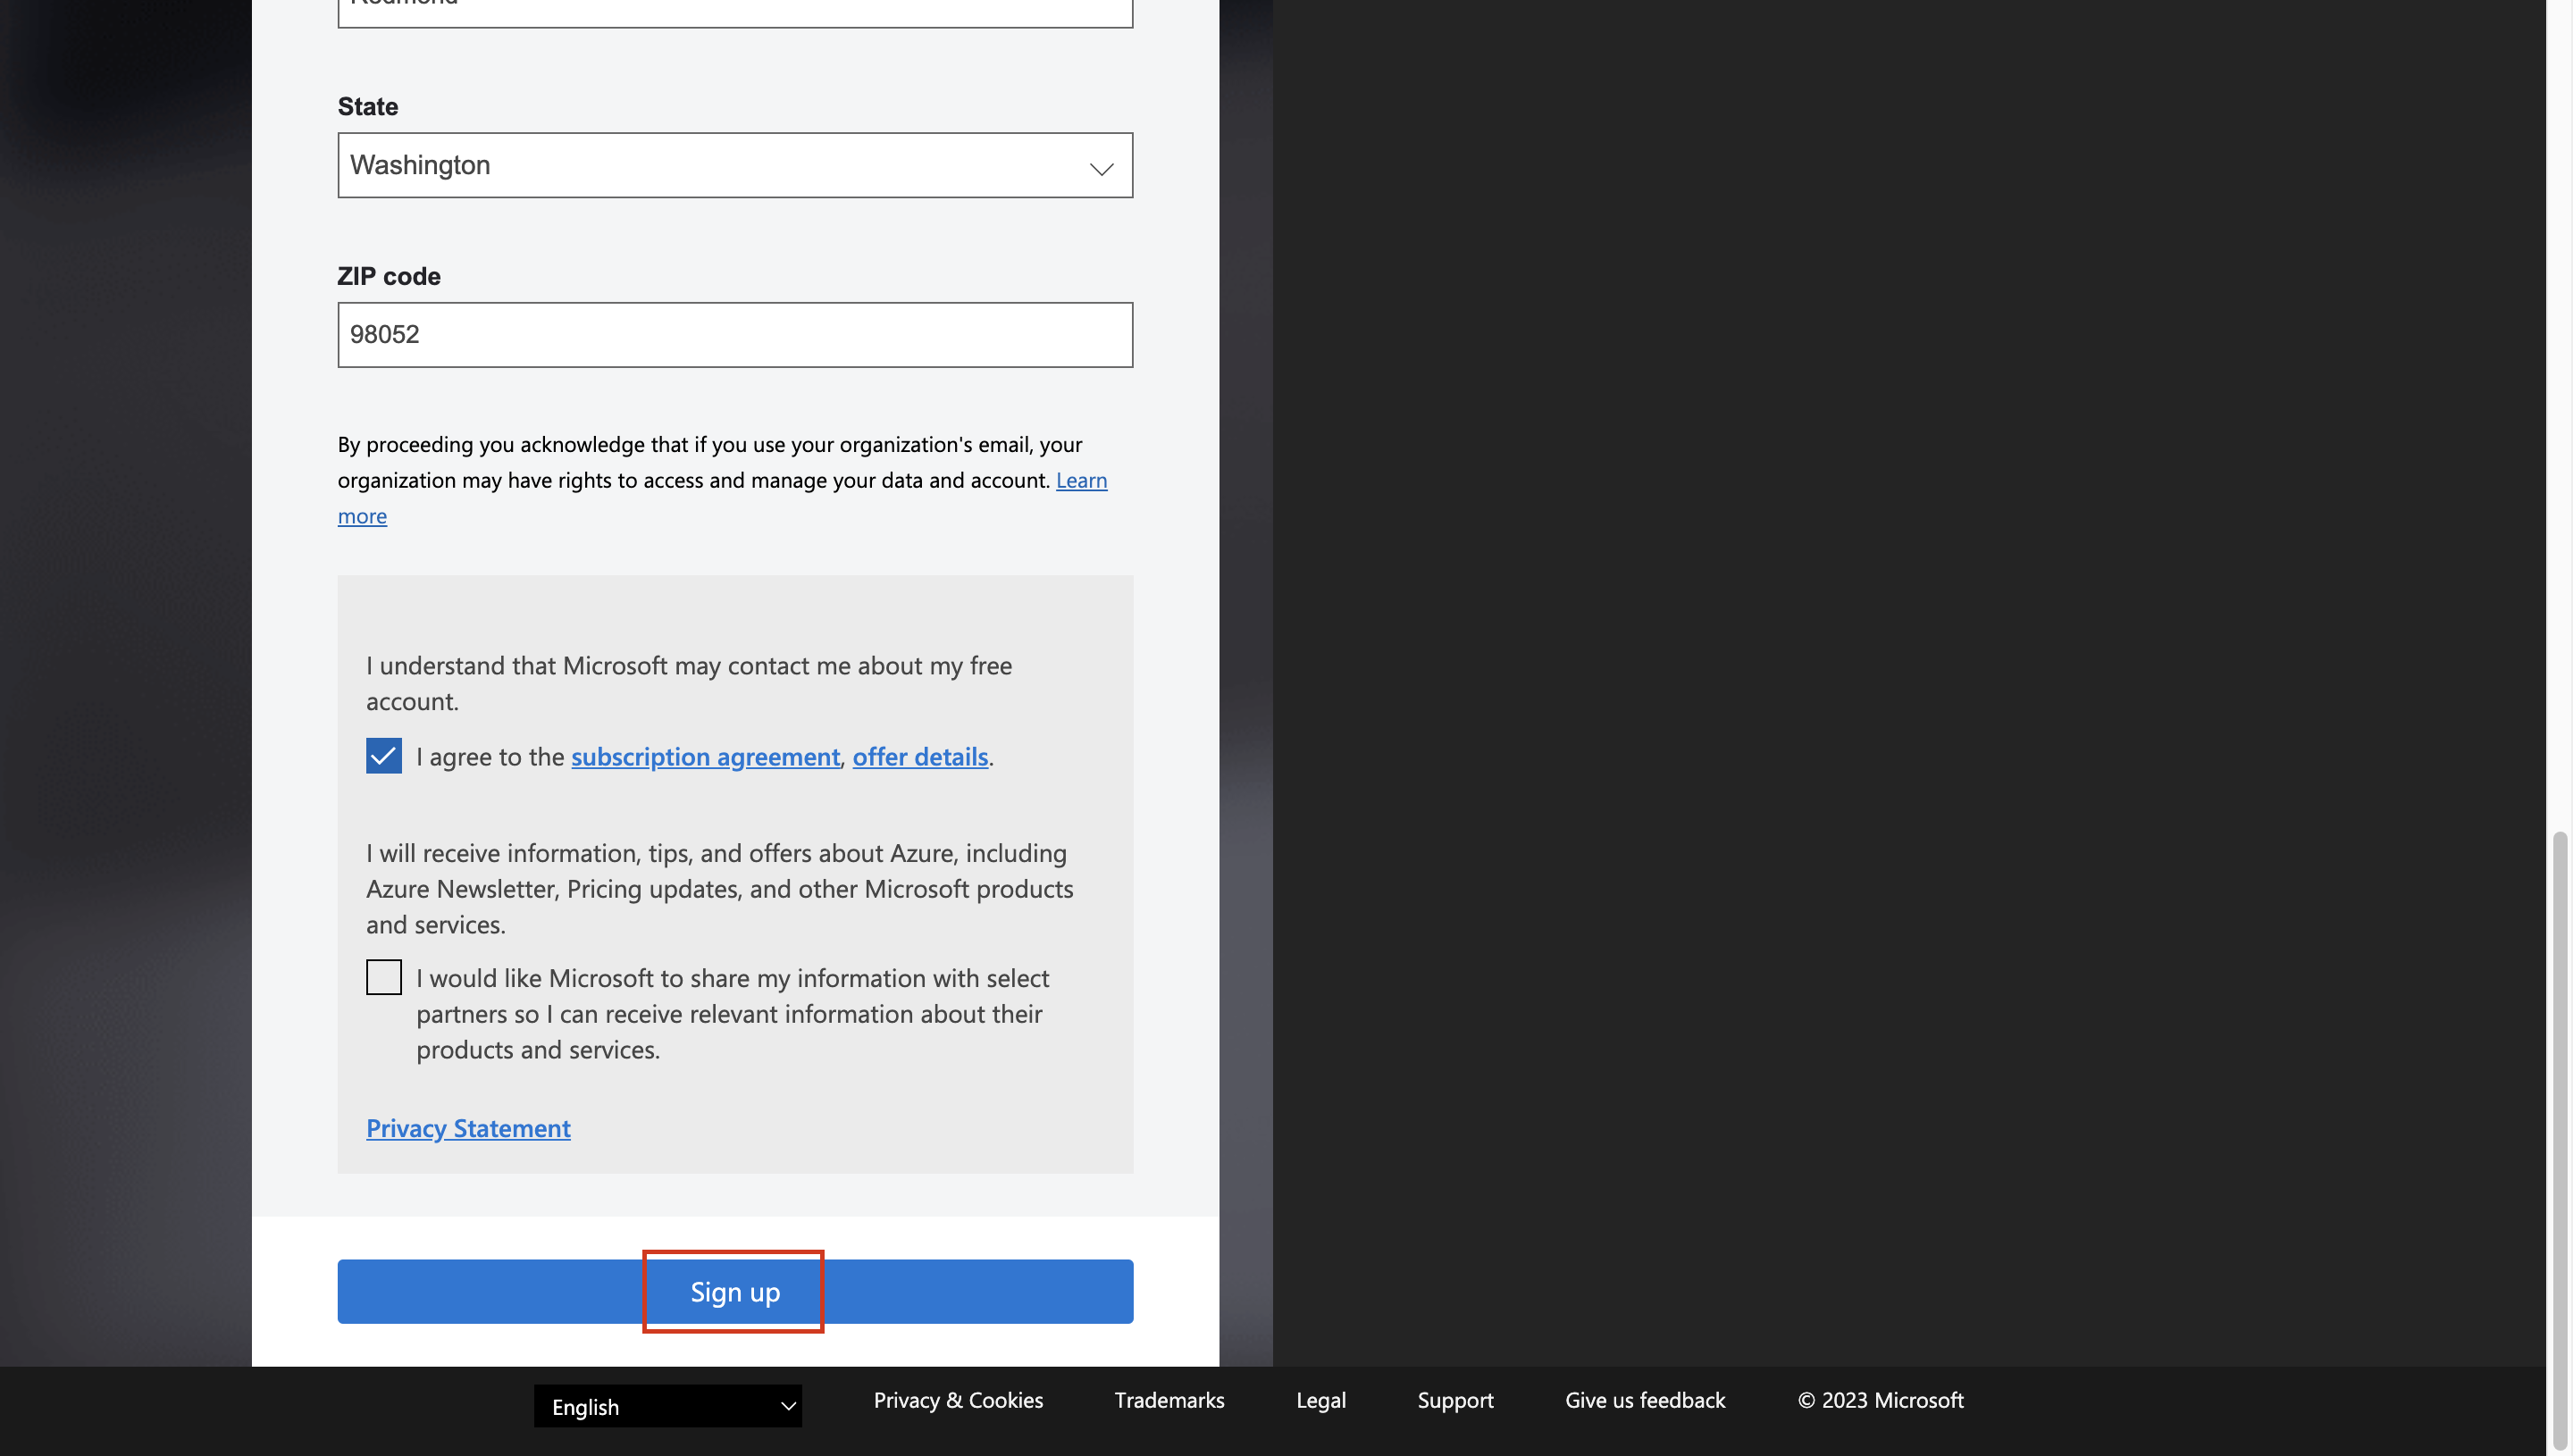 Redmond
State
Washington
ZIP code
98052
By proceeding you acknowledge that if you use your organization's email, your
organization may have rights to access and manage your data and account. Learn
more
I understand that Microsoft may contact me about my free
account.
I agree to the subscription agreement, offer details.
I will receive information, tips, and offers about Azure, including
Azure Newsletter, Pricing updates, and other Microsoft products
and services.
I would like Microsoft to share my information with select
partners so I can receive relevant information about their
products and services.
Privacy Statement
Sign up
English
Privacy & Cookies
Trademarks
Legal
Support
Give us feedback
© 2023 Microsoft